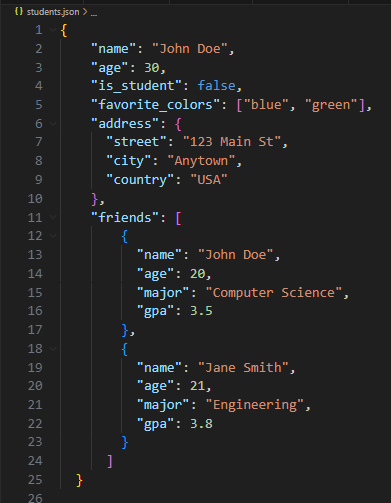 {} students.json > ...
1 {
2 "name": "John Doe",
3 "age": 30,
4 "is_student": false,
5 "favorite_colors": ["blue", "green"],
6 "address": {
7 "street": "123 Main St",
8 "city": "Anytown",
9 "country": "USA"
10 },
11 "friends": [
12 {
13 "name": "John Doe",
14 "age": 20,
15 "major": "Computer Science",
16 "gpa": 3.5
17 },
18 {
19 "name": "Jane Smith",
20 "age": 21,
21 "major": "Engineering",
22 "gpa": 3.8
23 }
24 ]
25 }
26